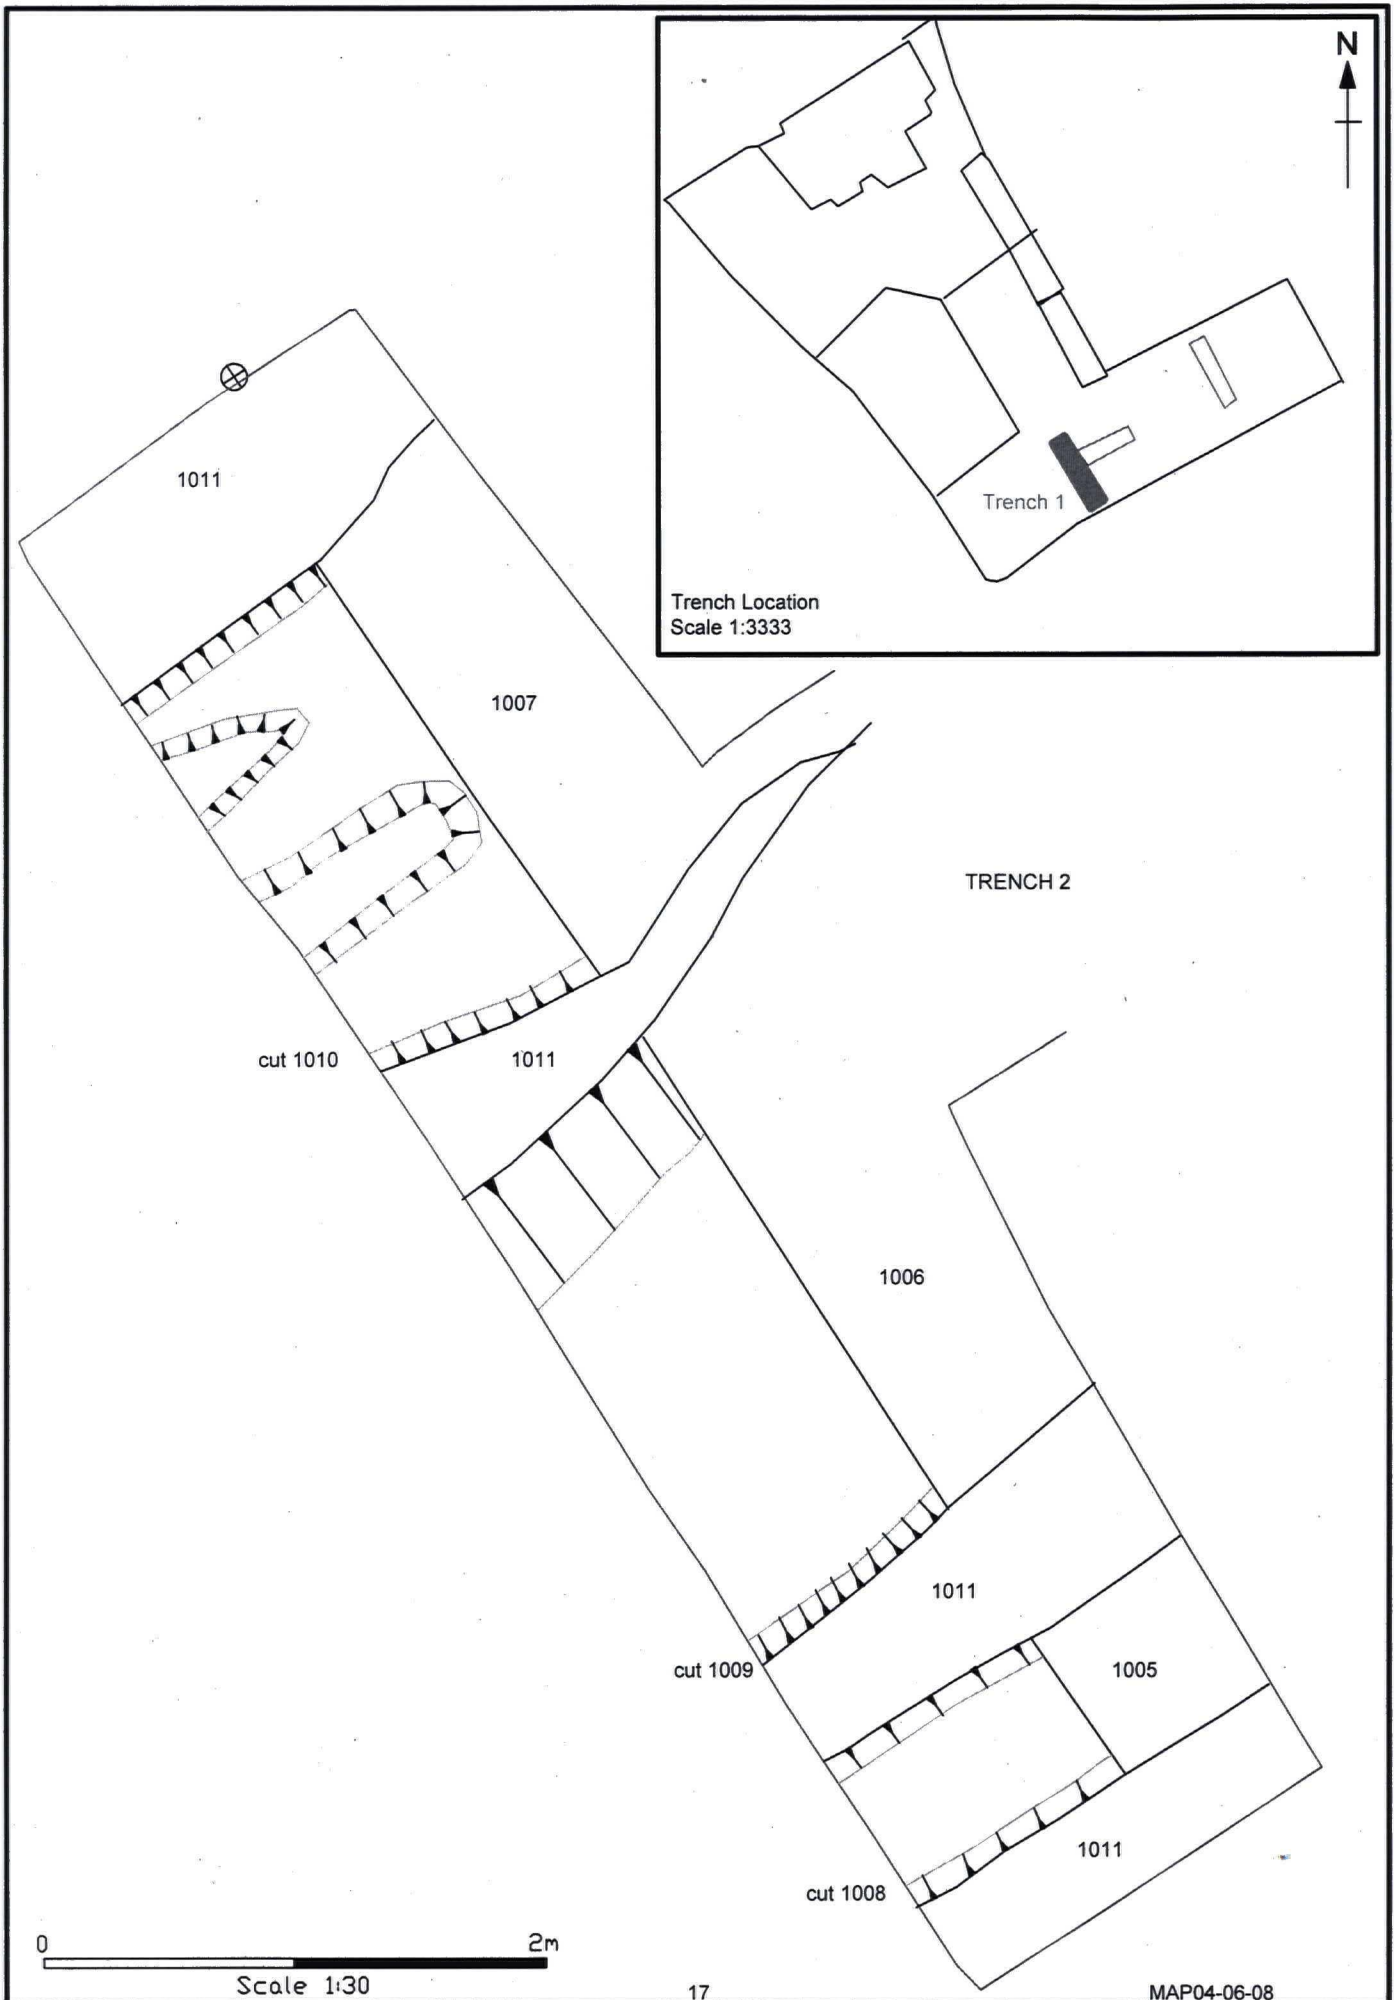 N
Trench 1
Trench Location
Scale 1:3333
1011
1007
TRENCH 2
cut 1010
1011
1006
1011
cut 1009
1005
1011
cut 1008
0 2m
Scale 1:30
17
MAP04-06-08